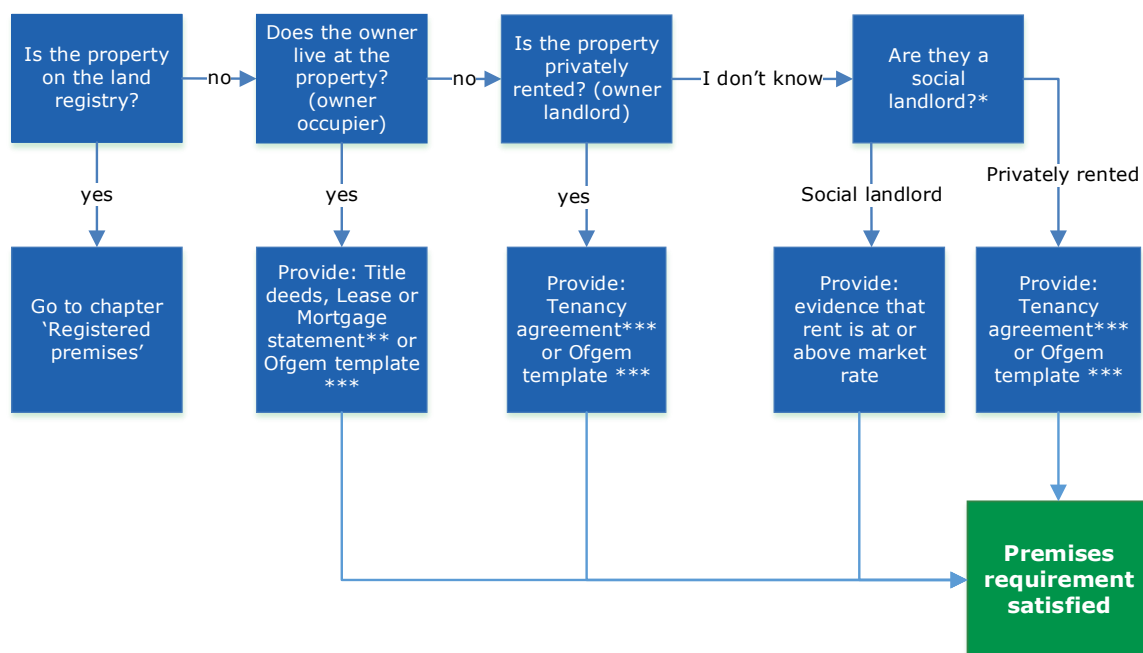 Is the property
on the land
registry?
no
Does the owner
live at the
property?
(owner
occupier)
no
Is the property
privately
rented? (owner
landlord)
I don’t know
Are they a
social
landlord?*
yes
yes
yes
Social landlord
Privately rented
Go to chapter
‘Registered
premises’
Provide: Title
deeds, Lease or
Mortgage
statement** or
Ofgem template
***
Provide:
Tenancy
agreement***
or Ofgem
template ***
Provide:
evidence that
rent is at or
above market
rate
Provide:
Tenancy
agreement***
or Ofgem
template ***
Premises
requirement
satisfied